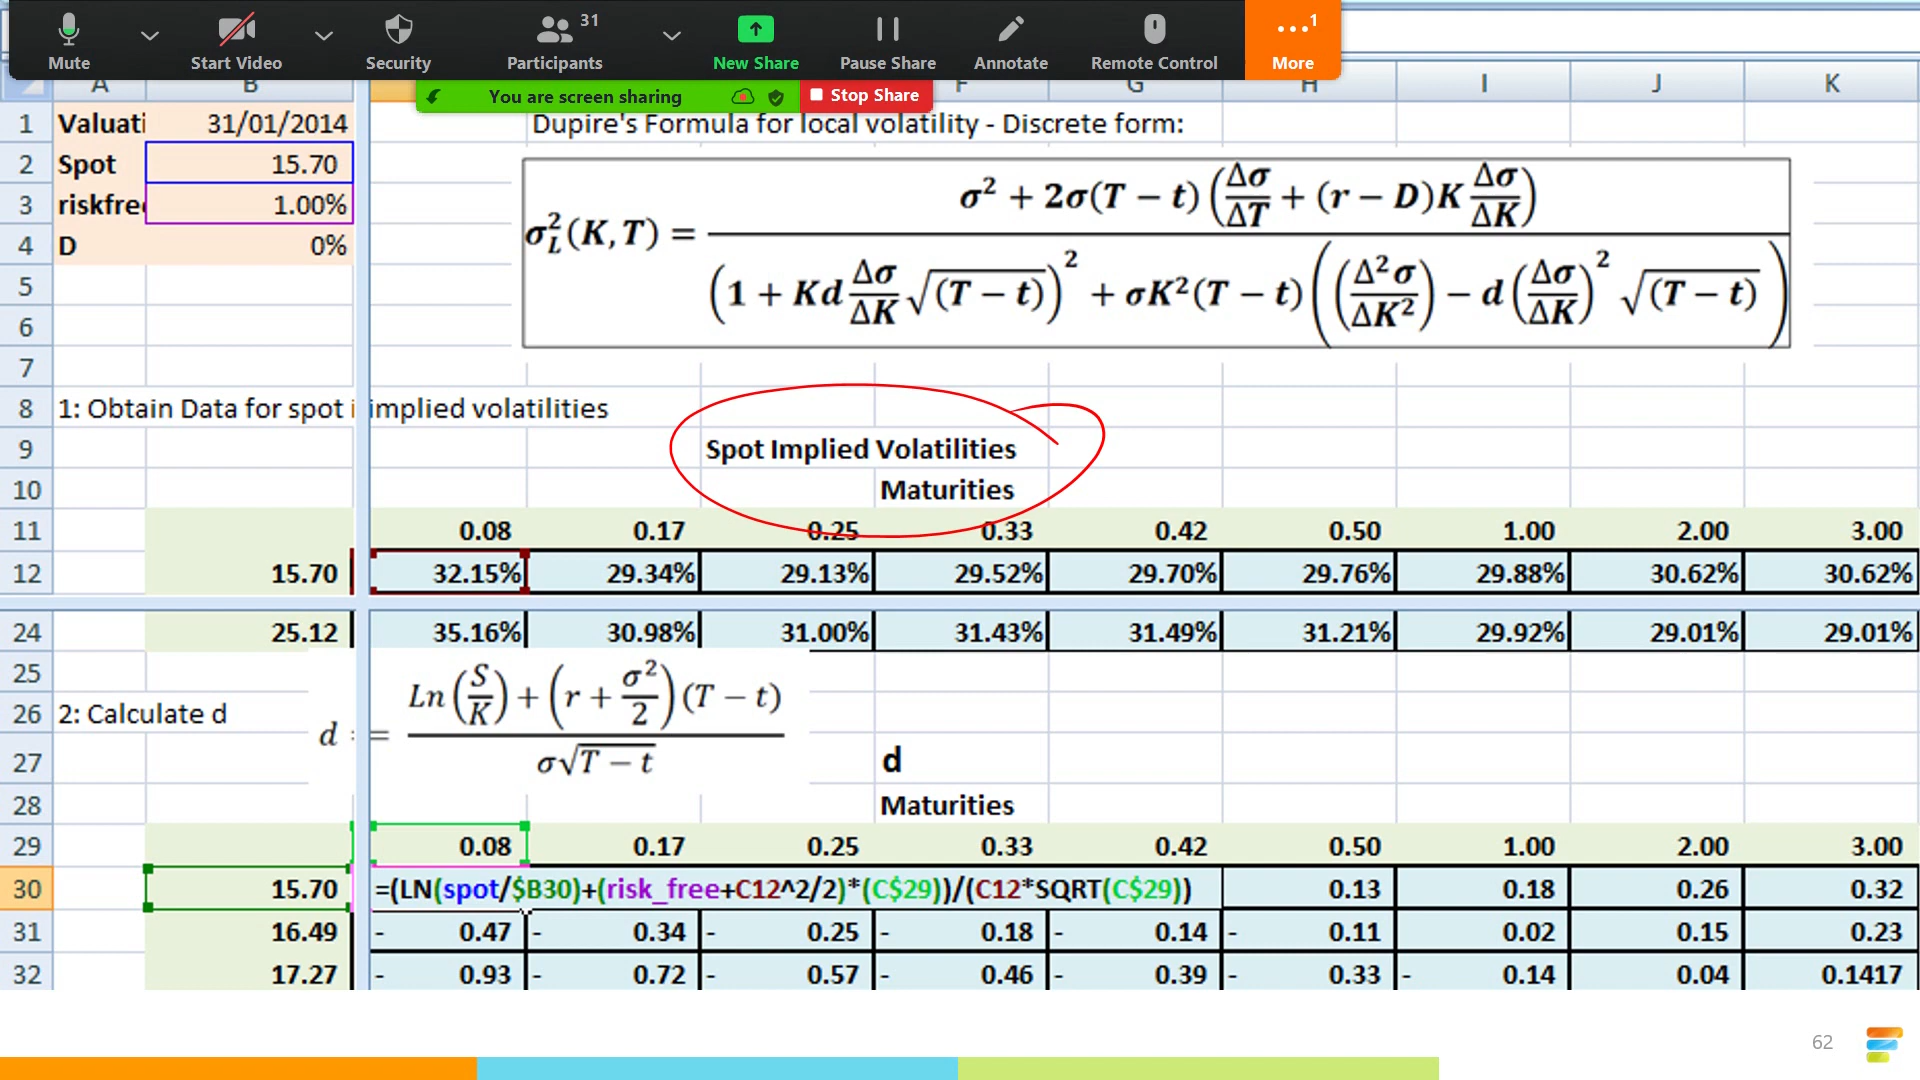 Mute Start Video Security Participants 31 New Share Pause Share Annotate Remote Control More 1
You are screen sharing Stop Share
A B F G H I J K
1 Valuati 31/01/2014 Dupire's Formula for local volatility - Discrete form:
2 Spot 15.70
3 riskfree 1.00%
4 D 0%
σ_L^2(K, T) = (σ^2 + 2σ(T − t)(Δσ/ΔT + (r − D)K Δσ/ΔK)) / ((1 + Kd Δσ/ΔK √(T − t))^2 + σK^2(T − t)((Δ^2σ/ΔK^2) − d(Δσ/ΔK)^2 √(T − t)))
5
6
7
8 1: Obtain Data for spot i implied volatilities
9 Spot Implied Volatilities
10 Maturities
11 0.08 0.17 0.25 0.33 0.42 0.50 1.00 2.00 3.00
12 15.70 32.15% 29.34% 29.13% 29.52% 29.70% 29.76% 29.88% 30.62% 30.62%
24 25.12 35.16% 30.98% 31.00% 31.43% 31.49% 31.21% 29.92% 29.01% 29.01%
25
26 2: Calculate d
d = = (Ln(S/K) + (r + σ^2/2)(T − t)) / (σ√T − t)
27 d
28 Maturities
29 0.08 0.17 0.25 0.33 0.42 0.50 1.00 2.00 3.00
30 15.70 =(LN(spot/$B30)+(risk_free+C12^2/2)*(C$29))/(C12*SQRT(C$29)) 0.13 0.18 0.26 0.32
31 16.49 - 0.47 - 0.34 - 0.25 - 0.18 - 0.14 - 0.11 0.02 0.15 0.23
32 17.27 - 0.93 - 0.72 - 0.57 - 0.46 - 0.39 - 0.33 - 0.14 0.04 0.1417
62